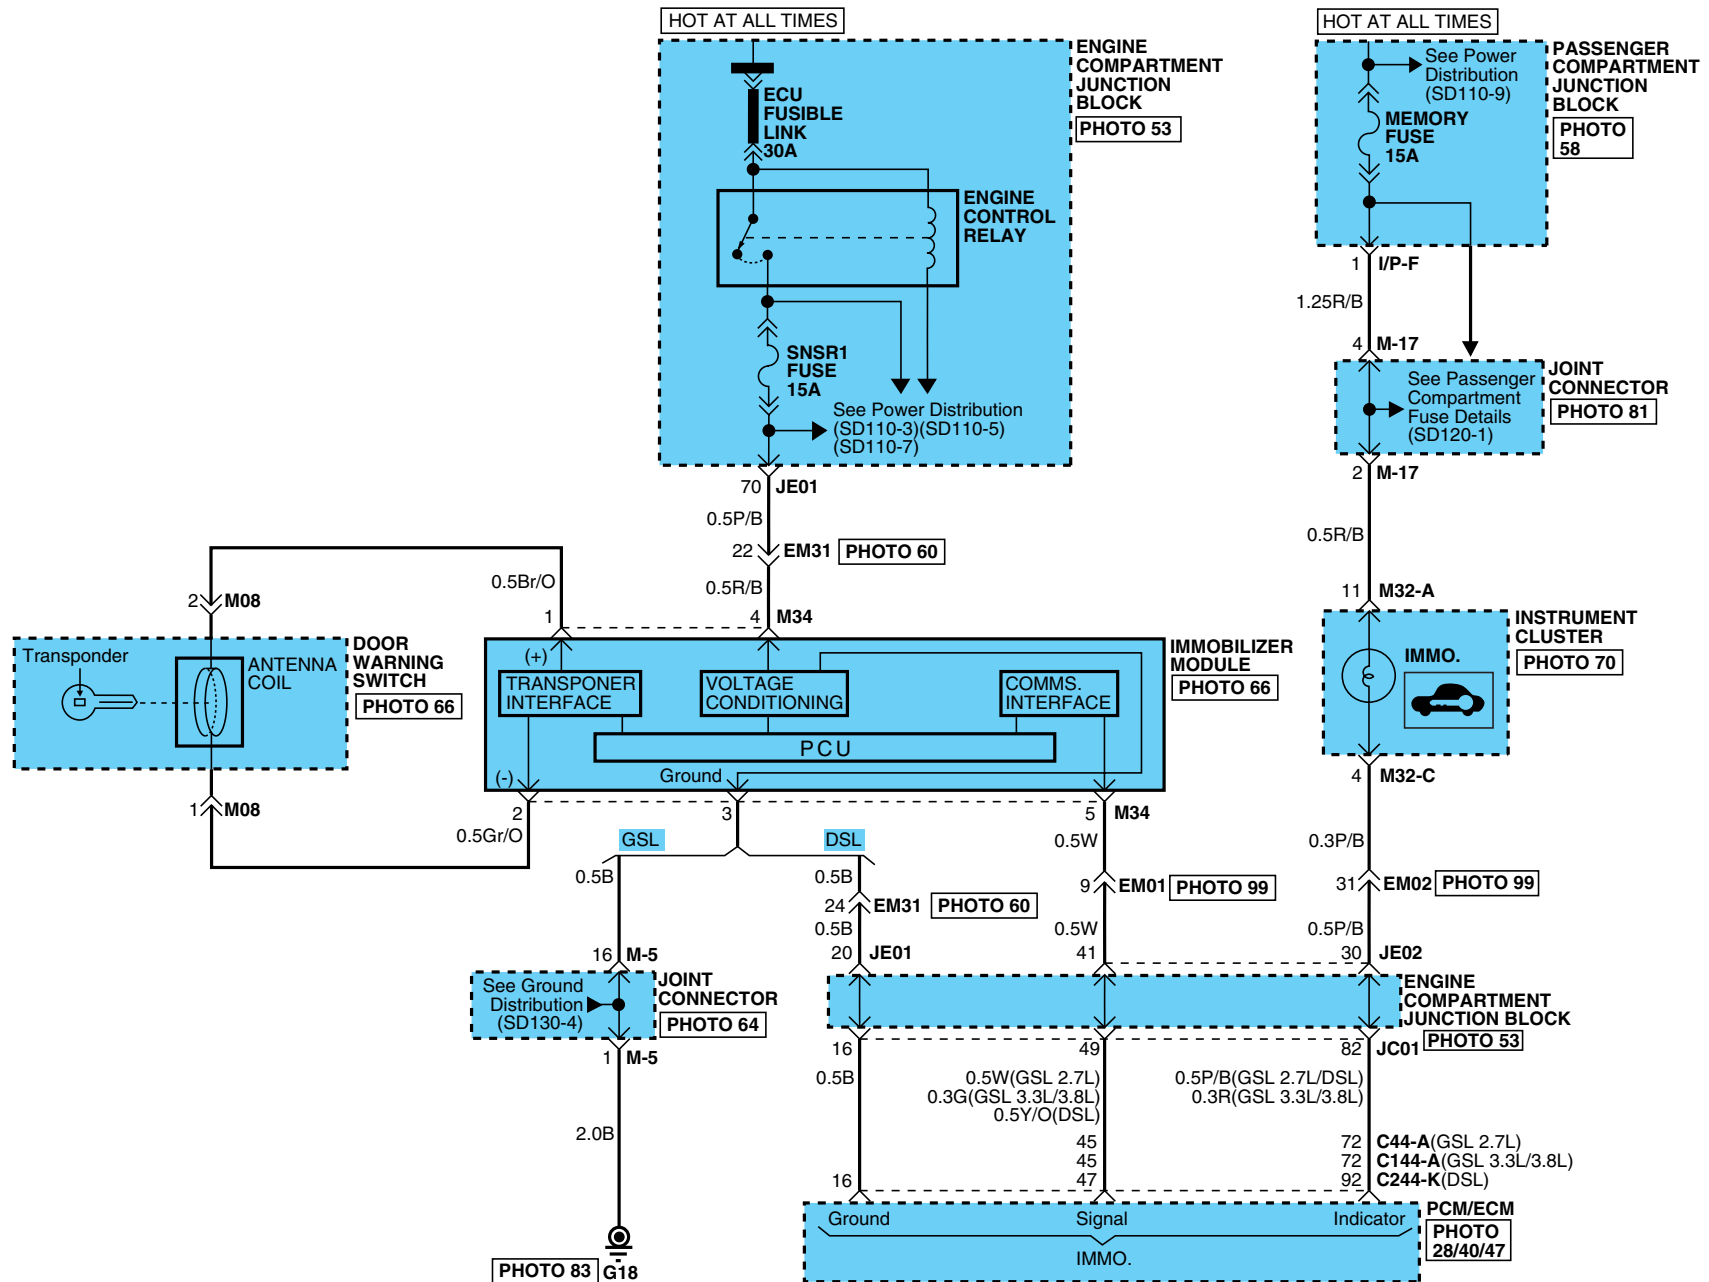 HOT AT ALL TIMES
HOT AT ALL TIMES
ENGINE
COMPARTMENT
JUNCTION
BLOCK
PHOTO 53
ECU
FUSIBLE
LINK
30A
ENGINE
CONTROL
RELAY
SNSR1
FUSE
15A
See Power Distribution
(SD110-3)(SD110-5)
(SD110-7)
70 JE01
0.5P/B
22 EM31 PHOTO 60
0.5R/B
4 M34
See Power
Distribution
(SD110-9)
MEMORY
FUSE
15A
PASSENGER
COMPARTMENT
JUNCTION
BLOCK
PHOTO
58
1 I/P-F
1.25R/B
4 M-17
See Passenger
Compartment
Fuse Details
(SD120-1)
JOINT
CONNECTOR
PHOTO 81
2 M-17
0.5R/B
11 M32-A
IMMO.
INSTRUMENT
CLUSTER
PHOTO 70
4 M32-C
0.3P/B
31 EM02 PHOTO 99
0.5P/B
30 JE02
0.5Br/O
1
2 M08
Transponder
ANTENNA
COIL
DOOR
WARNING
SWITCH
PHOTO 66
1 M08
(+)
TRANSPONER
INTERFACE
VOLTAGE
CONDITIONING
COMMS.
INTERFACE
PCU
(-)
Ground
IMMOBILIZER
MODULE
PHOTO 66
2
0.5Gr/O
3
5 M34
GSL
DSL
0.5B
0.5B
24 EM31 PHOTO 60
0.5B
20 JE01
0.5W
9 EM01 PHOTO 99
0.5W
41
16 M-5
See Ground
Distribution
(SD130-4)
JOINT
CONNECTOR
PHOTO 64
1 M-5
2.0B
PHOTO 83 G18
ENGINE
COMPARTMENT
JUNCTION BLOCK
PHOTO 53
16
49
82 JC01
0.5B
0.5W(GSL 2.7L)
0.3G(GSL 3.3L/3.8L)
0.5Y/O(DSL)
0.5P/B(GSL 2.7L/DSL)
0.3R(GSL 3.3L/3.8L)
45
45
16
47
72 C44-A(GSL 2.7L)
72 C144-A(GSL 3.3L/3.8L)
92 C244-K(DSL)
Ground
Signal
Indicator
IMMO.
PCM/ECM
PHOTO
28/40/47